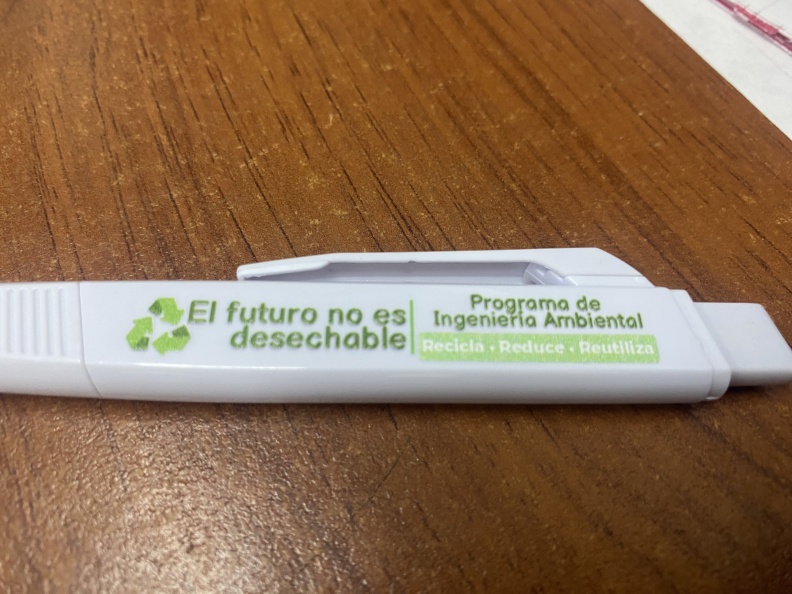 El futuro no es
desechable
Programa de
Ingeniería Ambiental
Recicla • Reduce • Reutiliza